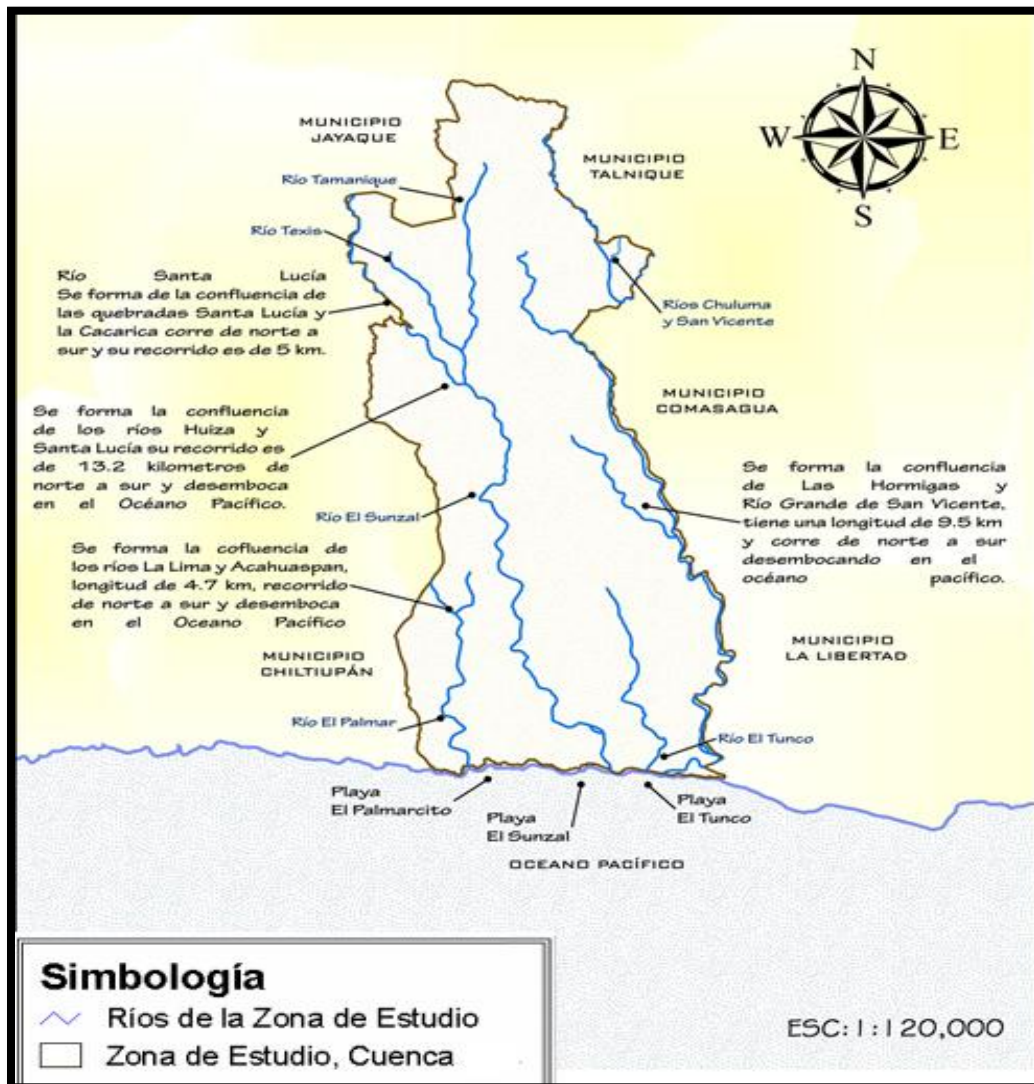 N
W
E
S
MUNICIPIO
JAYAQUE
MUNICIPIO
TALNIQUE
Río Tamanique
Río Texis
Río Santa Lucía
Se forma de la confluencia de
las quebradas Santa Lucía y
la Cacarica corre de norte a
sur y su recorrido es de 5 km.
Ríos Chuluma
y San Vicente
MUNICIPIO
COMASAGUA
Se forma la confluencia
de los ríos Huiza y
Santa Lucía su recorrido es
de 13.2 kilometros de
norte a sur y desemboca
en el Océano Pacífico.
Se forma la confluencia
de Las Hormigas y
Río Grande de San Vicente,
tiene una longitud de 9.5 km
y corre de norte a sur
desembocando en el
océano pacífico.
Río El Sunzal
Se forma la cofluencia de
los ríos La Lima y Acahuaspan,
longitud de 4.7 km, recorrido
de norte a sur y desemboca
en el Oceano Pacífico
MUNICIPIO
CHILTIUPÁN
MUNICIPIO
LA LIBERTAD
Río El Palmar
Río El Tunco
Playa
El Palmarcito
Playa
El Sunzal
Playa
El Tunco
OCEANO PACÍFICO
Simbología
Ríos de la Zona de Estudio
Zona de Estudio, Cuenca
ESC:1:120,000